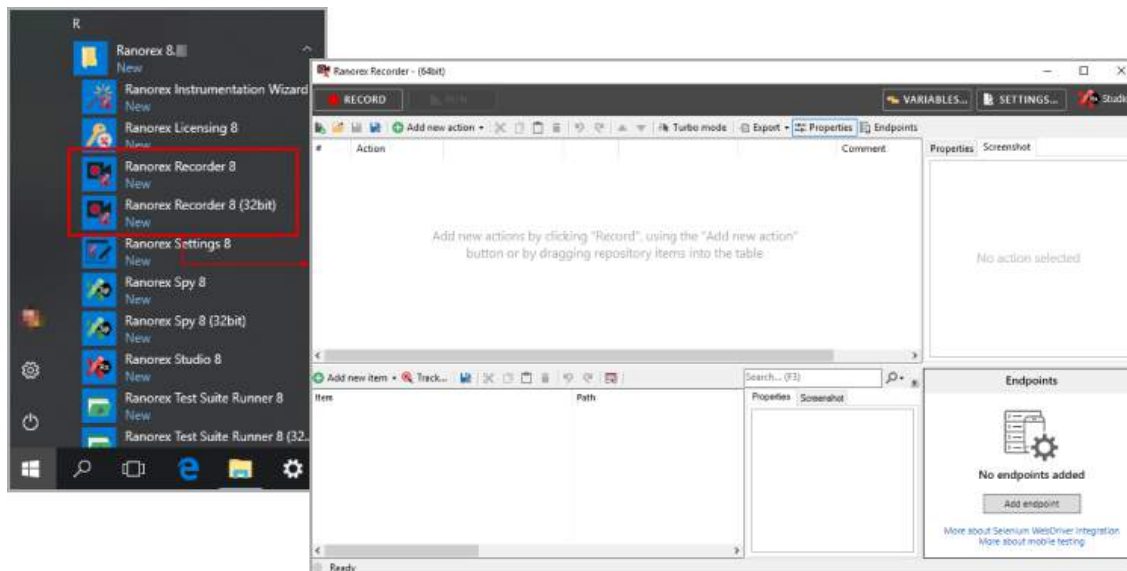 R
Ranorex 8.
New
Ranorex Instrumentation Wizard
New
Ranorex Licensing 8
New
Ranorex Recorder 8
New
Ranorex Recorder 8 (32bit)
New
Ranorex Settings 8
New
Ranorex Spy 8
New
Ranorex Spy 8 (32bit)
New
Ranorex Studio 8
New
Ranorex Test Suite Runner 8
New
Ranorex Test Suite Runner 8 (32...
Ranorex Recorder - (64bit)
RECORD RUN VARIABLES... SETTINGS... Studio
Add new action Turbo mode Export Properties Endpoints
# Action Comment
Properties Screenshot
Add new actions by clicking "Record", using the "Add new action"
button or by dragging repository items into the table
No action selected
Add new item Track... Search... (F3)
Item Path
Properties Screenshot
Endpoints
No endpoints added
Add endpoint
More about Selenium WebDriver integration
More about mobile testing
Ready